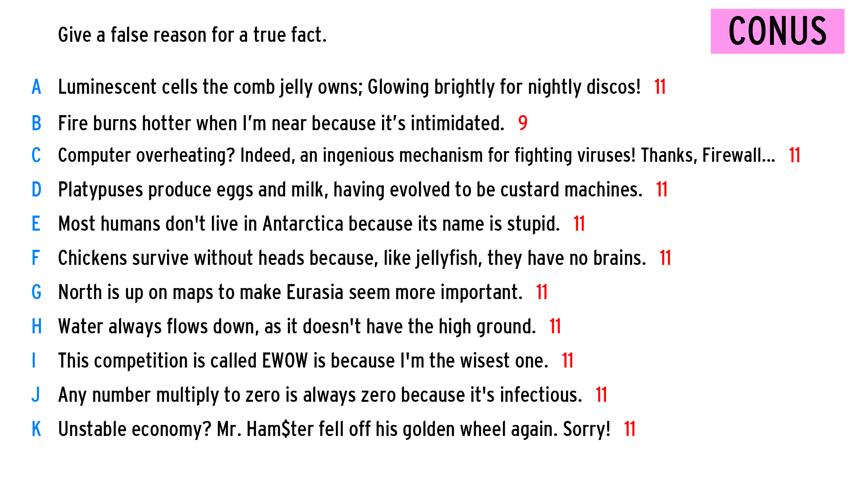 Give a false reason for a true fact.
CONUS
A Luminescent cells the comb jelly owns; Glowing brightly for nightly discos! 11
B Fire burns hotter when I'm near because it's intimidated. 9
C Computer overheating? Indeed, an ingenious mechanism for fighting viruses! Thanks, Firewall... 11
D Platypuses produce eggs and milk, having evolved to be custard machines. 11
E Most humans don't live in Antarctica because its name is stupid. 11
F Chickens survive without heads because, like jellyfish, they have no brains. 11
G North is up on maps to make Eurasia seem more important. 11
H Water always flows down, as it doesn't have the high ground. 11
I This competition is called EWOW is because I'm the wisest one. 11
J Any number multiply to zero is always zero because it's infectious. 11
K Unstable economy? Mr. Ham$ter fell off his golden wheel again. Sorry! 11